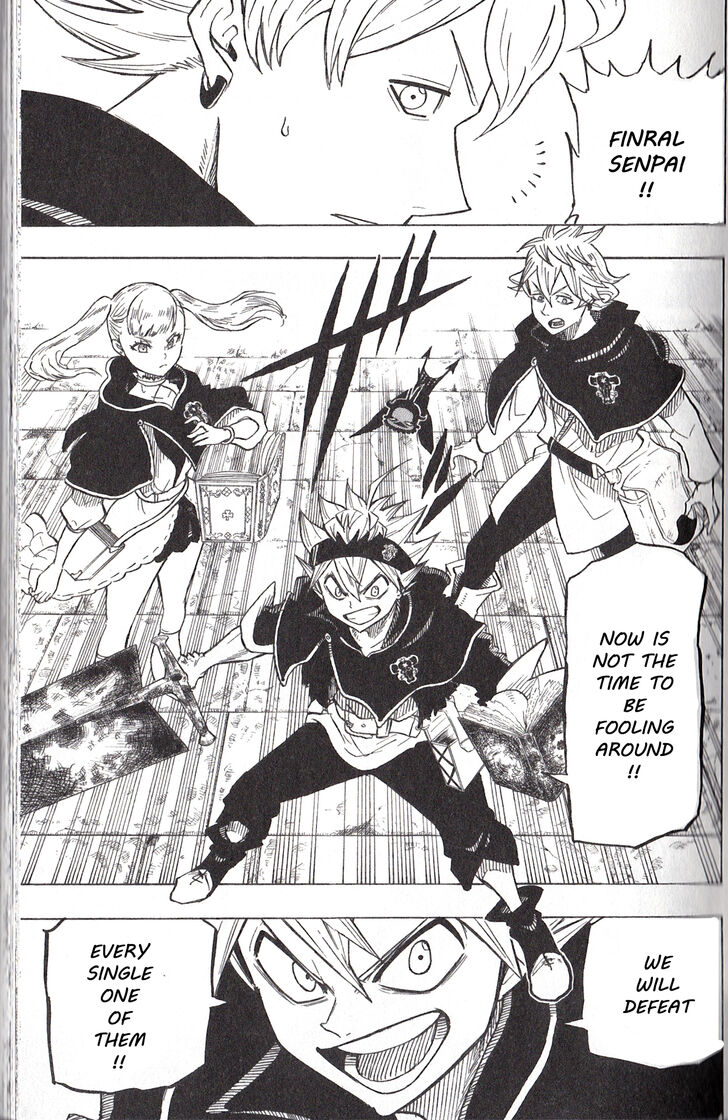 FINRAL
SENPAI
!!
NOW IS
NOT THE
TIME TO
BE
FOOLING
AROUND
!!
WE
WILL
DEFEAT
EVERY
SINGLE
ONE
OF
THEM
!!